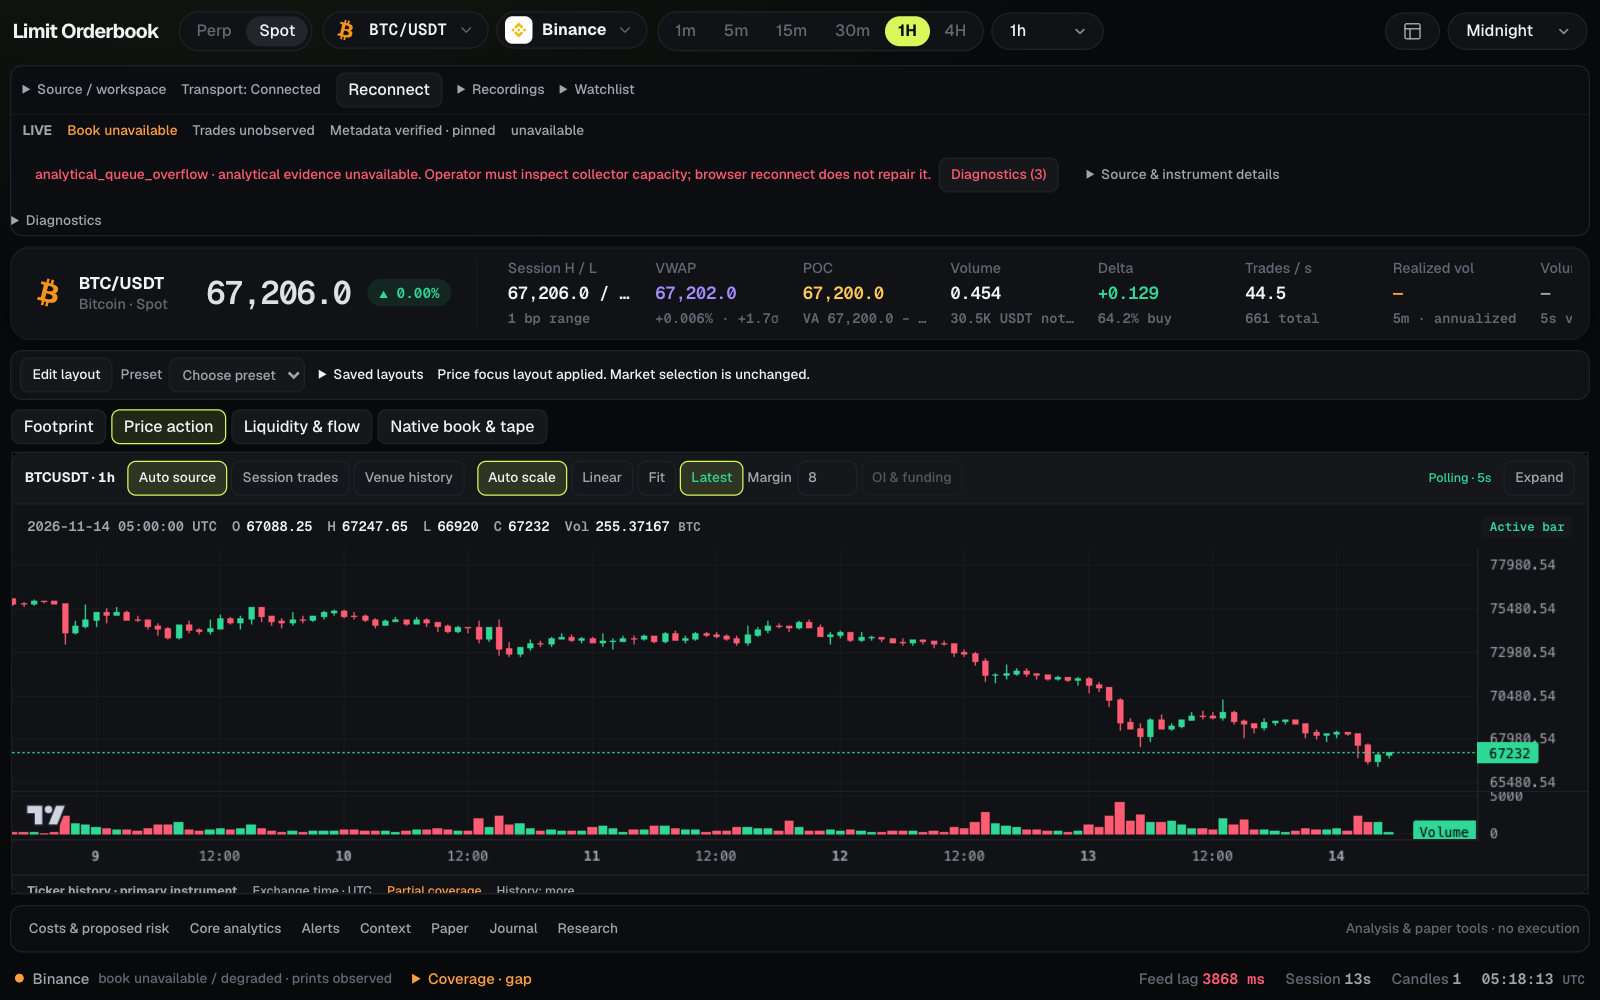 Limit Orderbook Perp Spot BTC/USDT Binance 1m 5m 15m 30m 1H 4H 1h Midnight
Source / workspace Transport: Connected Reconnect Recordings Watchlist
LIVE Book unavailable Trades unobserved Metadata verified · pinned unavailable
analytical_queue_overflow · analytical evidence unavailable. Operator must inspect collector capacity; browser reconnect does not repair it. Diagnostics (3) Source & instrument details
Diagnostics
Session H / L VWAP POC Volume Delta Trades / s Realized vol Volu
BTC/USDT 67,206.0 ▲ 0.00% 67,206.0 / … 67,202.0 67,200.0 0.454 +0.129 44.5 – –
Bitcoin · Spot 1 bp range +0.006% · +1.7σ VA 67,200.0 – … 30.5K USDT not… 64.2% buy 661 total 5m · annualized 5s v
Edit layout Preset Choose preset Saved layouts Price focus layout applied. Market selection is unchanged.
Footprint Price action Liquidity & flow Native book & tape
BTCUSDT · 1h Auto source Session trades Venue history Auto scale Linear Fit Latest Margin 8 OI & funding Polling · 5s Expand
2026-11-14 05:00:00 UTC O 67088.25 H 67247.65 L 66920 C 67232 Vol 255.37167 BTC Active bar
77980.54
75480.54
72980.54
70480.54
67980.54
67232
65480.54
5000
Volume 0
9 12:00 10 12:00 11 12:00 12 12:00 13 12:00 14
Ticker history · primary instrument Exchange time · UTC Partial coverage History: more
Costs & proposed risk Core analytics Alerts Context Paper Journal Research Analysis & paper tools · no execution
Binance book unavailable / degraded · prints observed Coverage · gap Feed lag 3868 ms Session 13s Candles 1 05:18:13 UTC